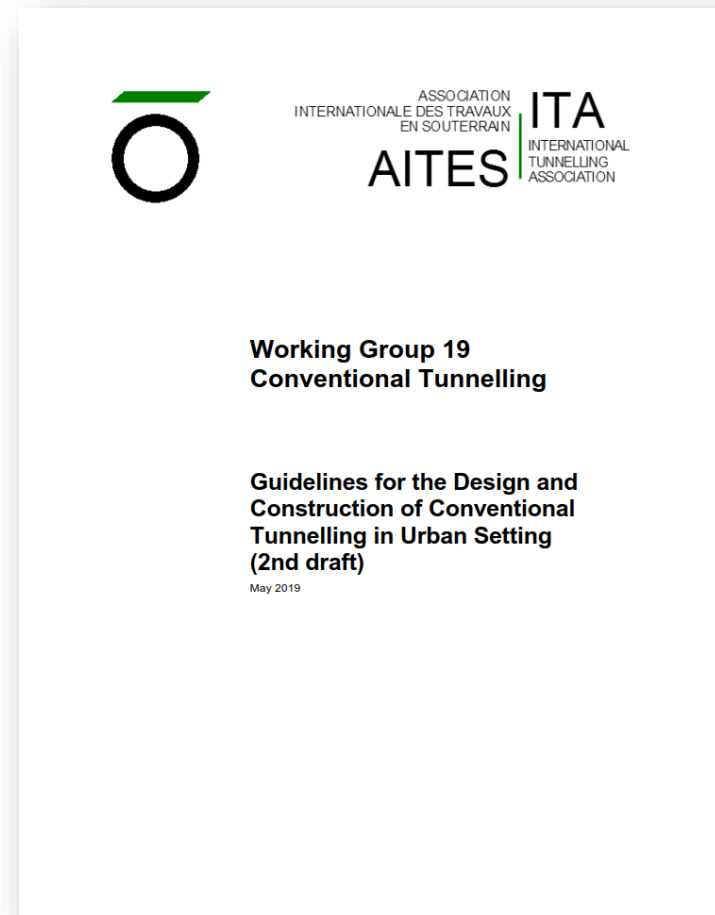 ASSOCIATION
INTERNATIONALE DES TRAVAUX
EN SOUTERRAIN
AITES
ITA
INTERNATIONAL
TUNNELLING
ASSOCIATION
Working Group 19
Conventional Tunnelling
Guidelines for the Design and
Construction of Conventional
Tunnelling in Urban Setting
(2nd draft)
May 2019